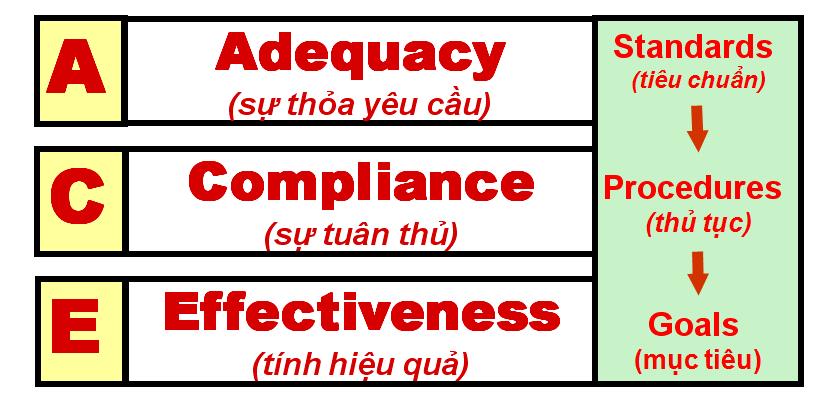 A
Adequacy
(sự thỏa yêu cầu)
Standards
(tiêu chuẩn)
C
Compliance
(sự tuân thủ)
Procedures
(thủ tục)
E
Effectiveness
(tính hiệu quả)
Goals
(mục tiêu)